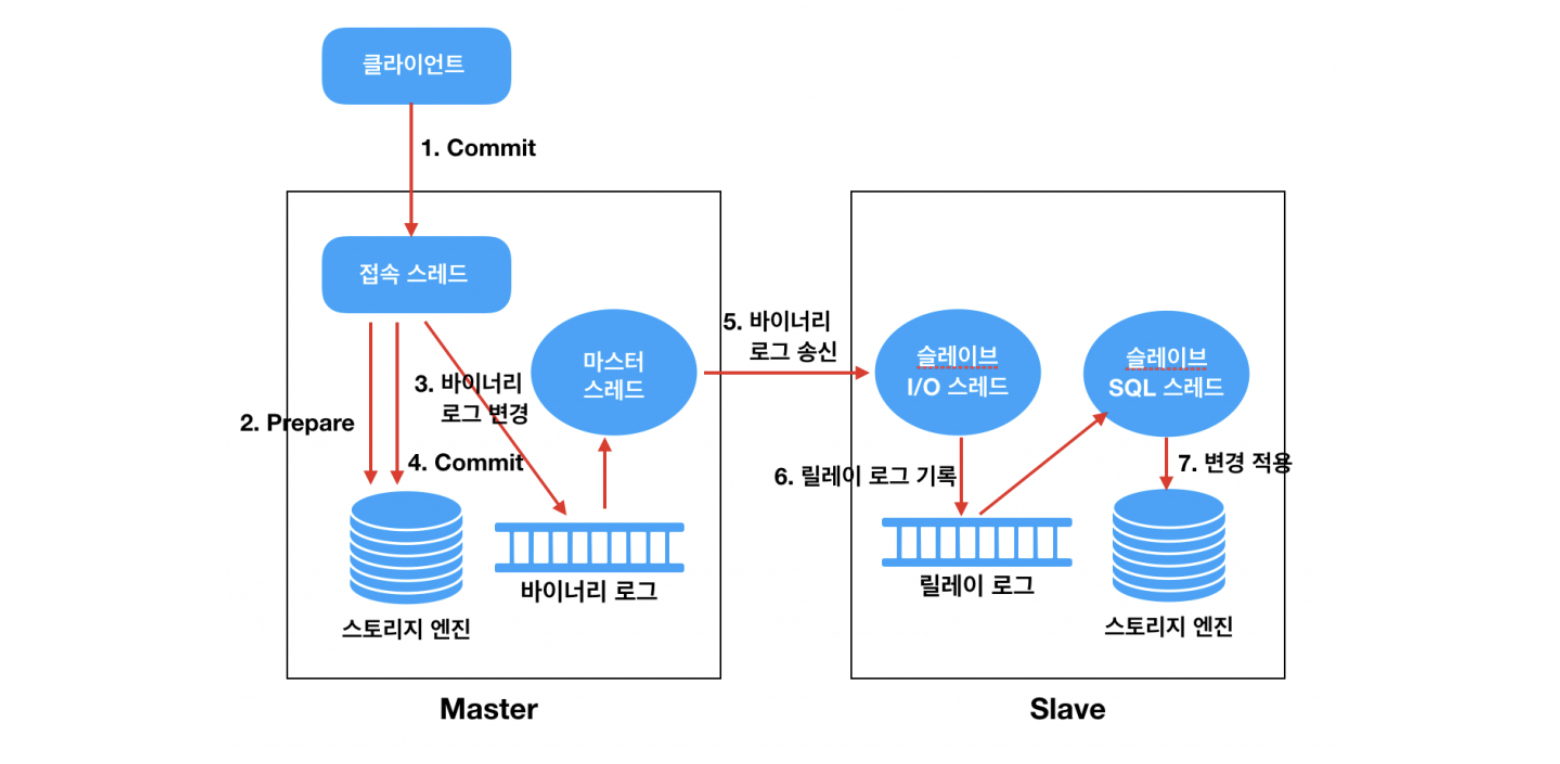 클라이언트
1. Commit
접속 스레드
2. Prepare
3. 바이너리
로그 변경
4. Commit
마스터
스레드
스토리지 엔진
바이너리 로그
Master
5. 바이너리
로그 송신
슬레이브
I/O 스레드
슬레이브
SQL 스레드
6. 릴레이 로그 기록
7. 변경 적용
릴레이 로그
스토리지 엔진
Slave